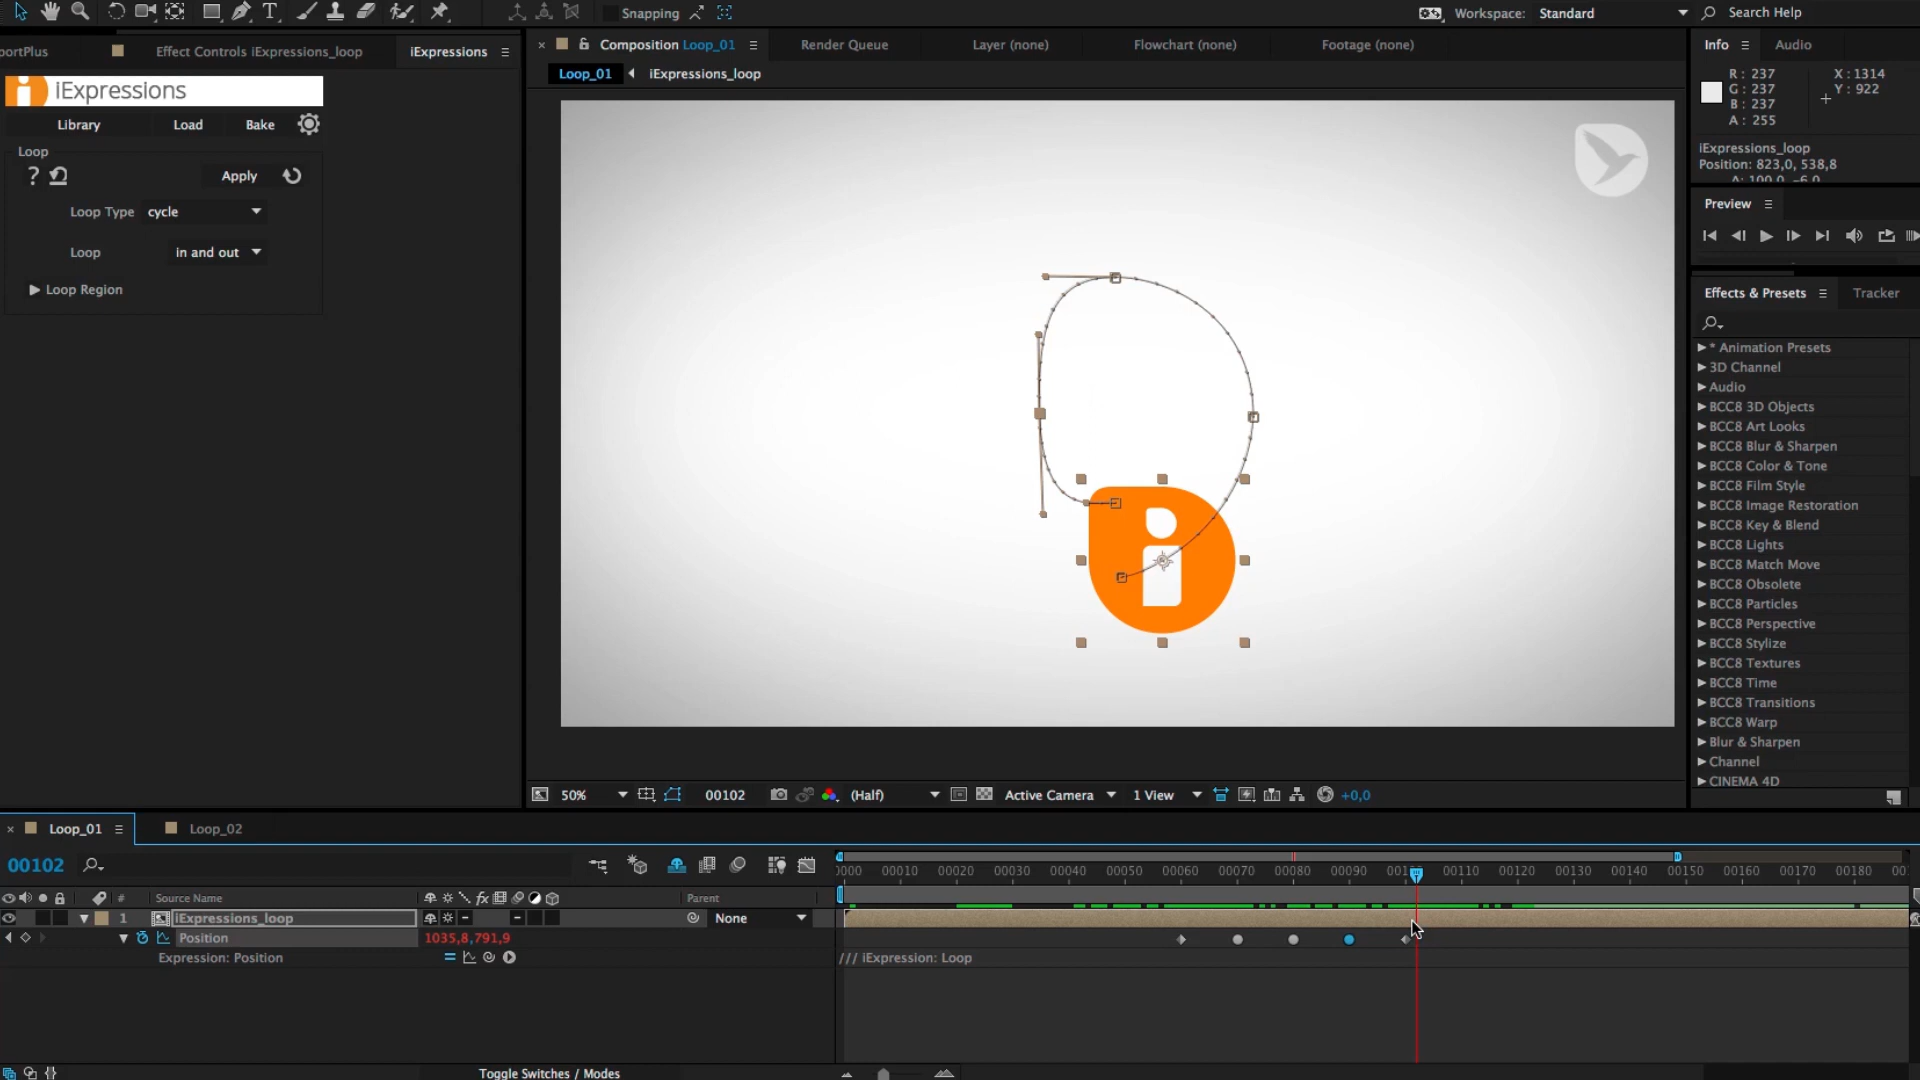 Snapping
Workspace: Standard
Search Help
portPlus
Effect Controls iExpressions_loop
iExpressions
iExpressions
Library Load Bake
Loop
? Apply
Loop Type cycle
Loop in and out
Loop Region
Composition Loop_01
Render Queue
Layer (none)
Flowchart (none)
Footage (none)
Loop_01
iExpressions_loop
50%
00102
(Half)
Active Camera
1 View
+0,0
Info
Audio
R: 237
G: 237
B: 237
A: 255
X: 1314
Y: 922
iExpressions_loop
Position: 823,0, 538,8
Preview
Effects & Presets
Tracker
* Animation Presets
3D Channel
Audio
BCC8 3D Objects
BCC8 Art Looks
BCC8 Blur & Sharpen
BCC8 Color & Tone
BCC8 Film Style
BCC8 Image Restoration
BCC8 Key & Blend
BCC8 Lights
BCC8 Match Move
BCC8 Obsolete
BCC8 Particles
BCC8 Perspective
BCC8 Stylize
BCC8 Textures
BCC8 Time
BCC8 Transitions
BCC8 Warp
Blur & Sharpen
Channel
CINEMA 4D
Loop_01
Loop_02
00102
0000 00010 00020 00030 00040 00050 00060 00070 00080 00090 00110 00120 00130 00140 00150 00160 00170 00180
# Source Name
Parent
1 iExpressions_loop
None
Position
1035,8,791,9
Expression: Position
/// iExpression: Loop
Toggle Switches / Modes